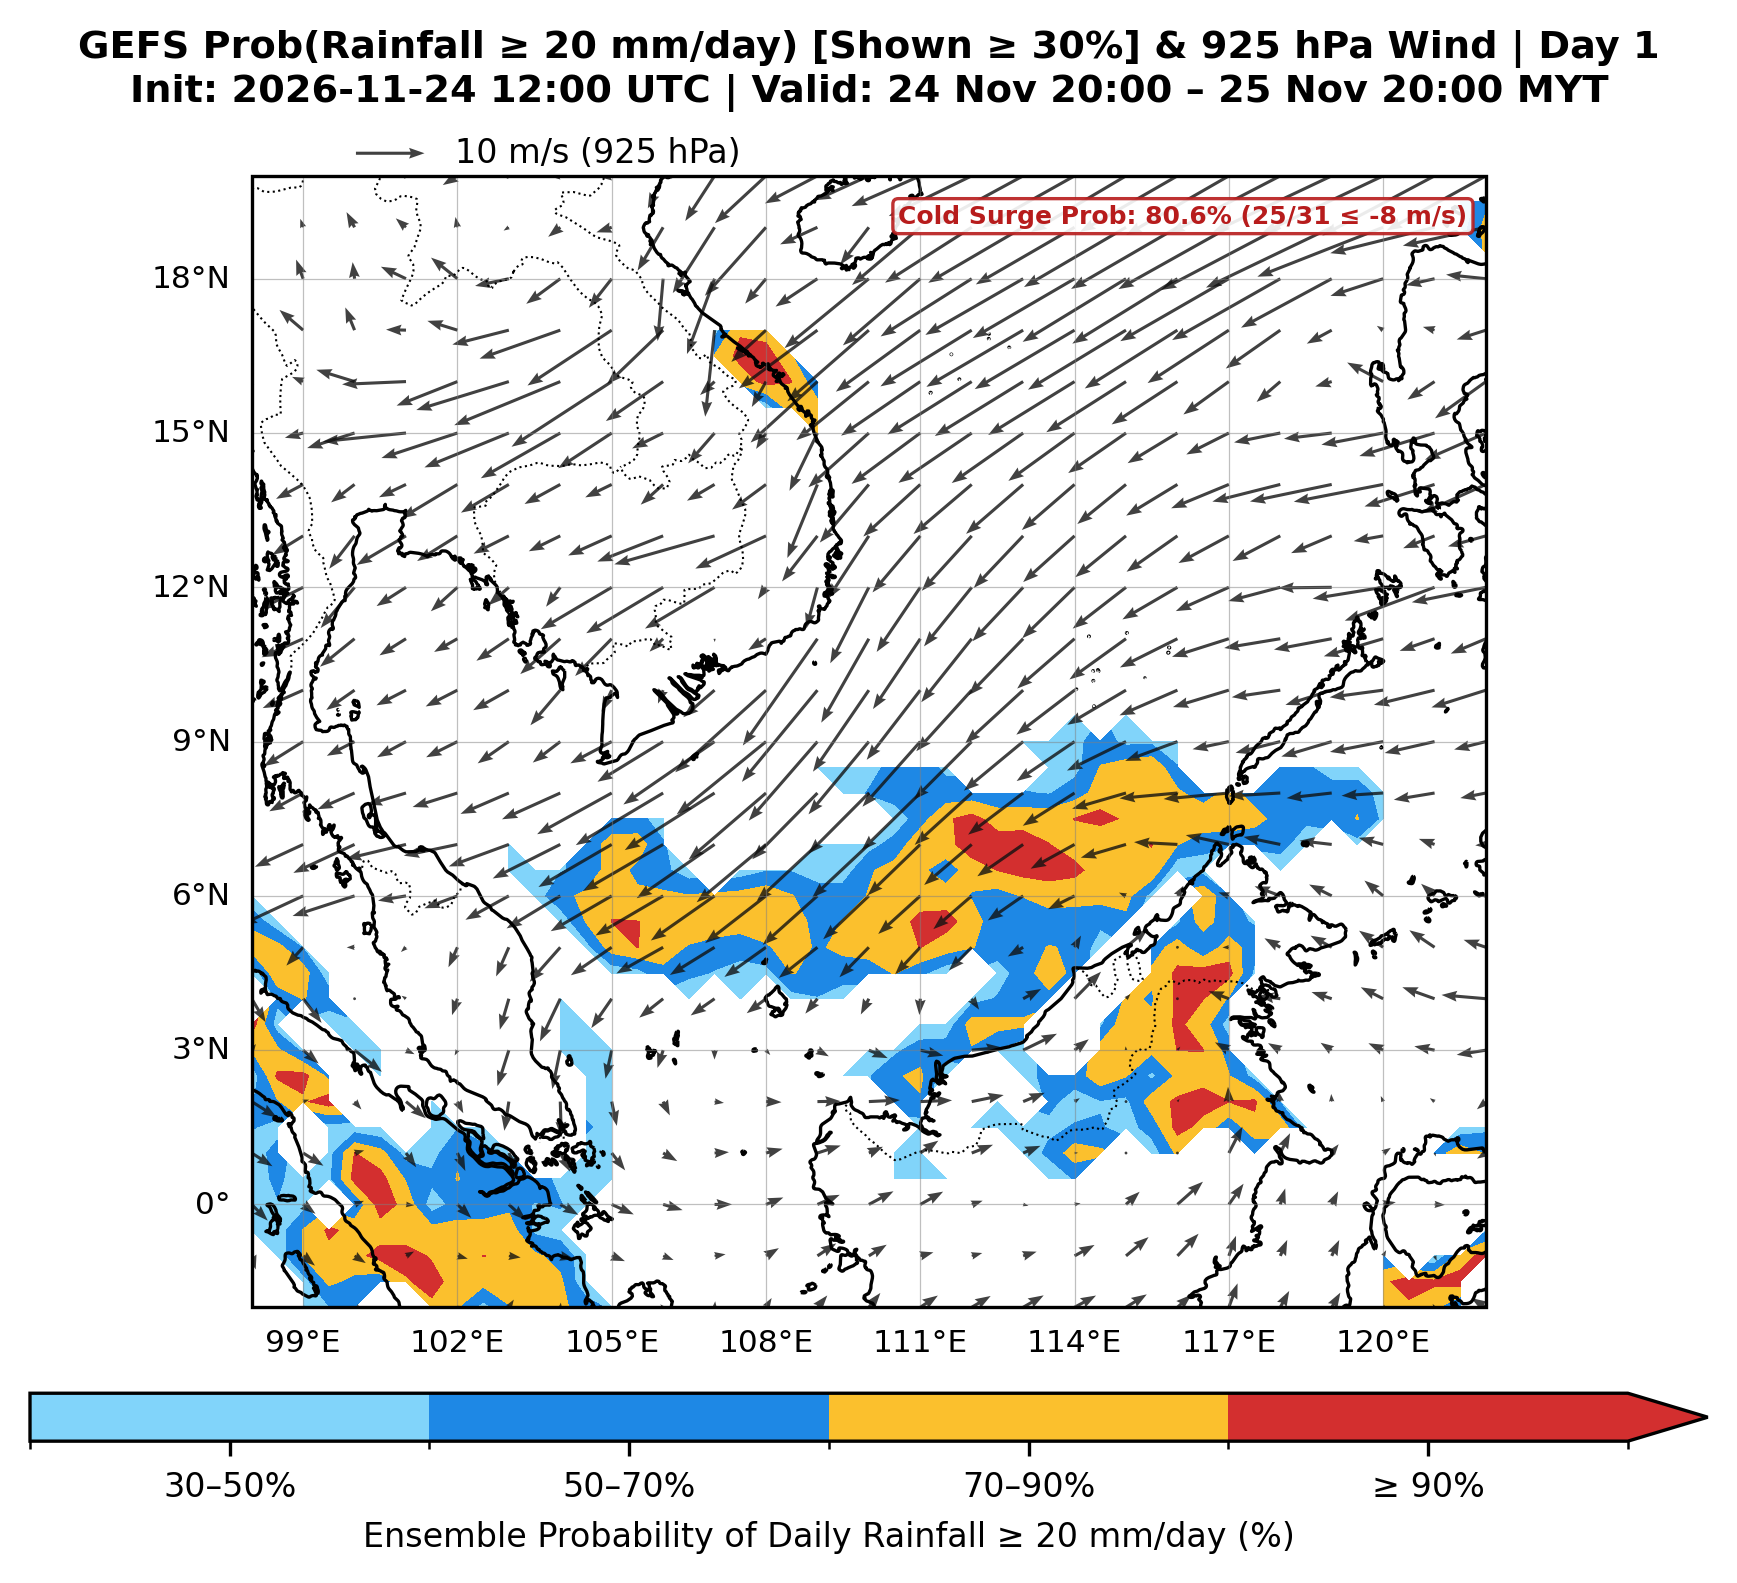 GEFS Prob(Rainfall ≥ 20 mm/day) [Shown ≥ 30%] & 925 hPa Wind | Day 1
Init: 2026-11-24 12:00 UTC | Valid: 24 Nov 20:00 – 25 Nov 20:00 MYT
10 m/s (925 hPa)
Cold Surge Prob: 80.6% (25/31 ≤ -8 m/s)
18°N
15°N
12°N
9°N
6°N
3°N
0°
99°E 102°E 105°E 108°E 111°E 114°E 117°E 120°E
30–50% 50–70% 70–90% ≥ 90%
Ensemble Probability of Daily Rainfall ≥ 20 mm/day (%)